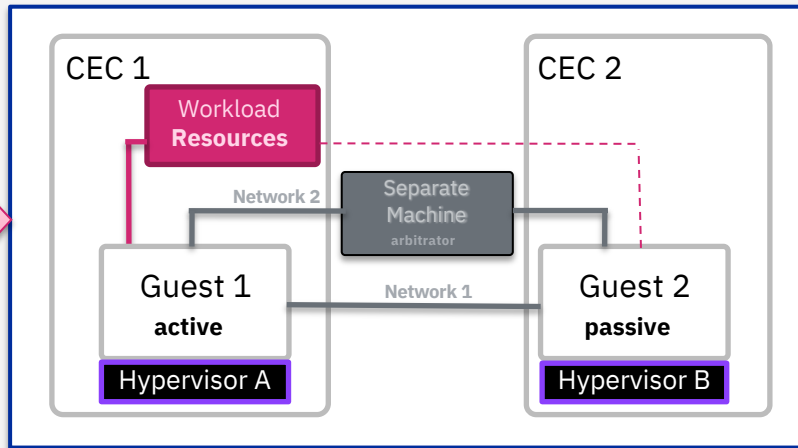 CEC 1
CEC 2
Workload
Resources
Network 2
Separate
Machine
arbitrator
Guest 1
active
Network 1
Guest 2
passive
Hypervisor A
Hypervisor B